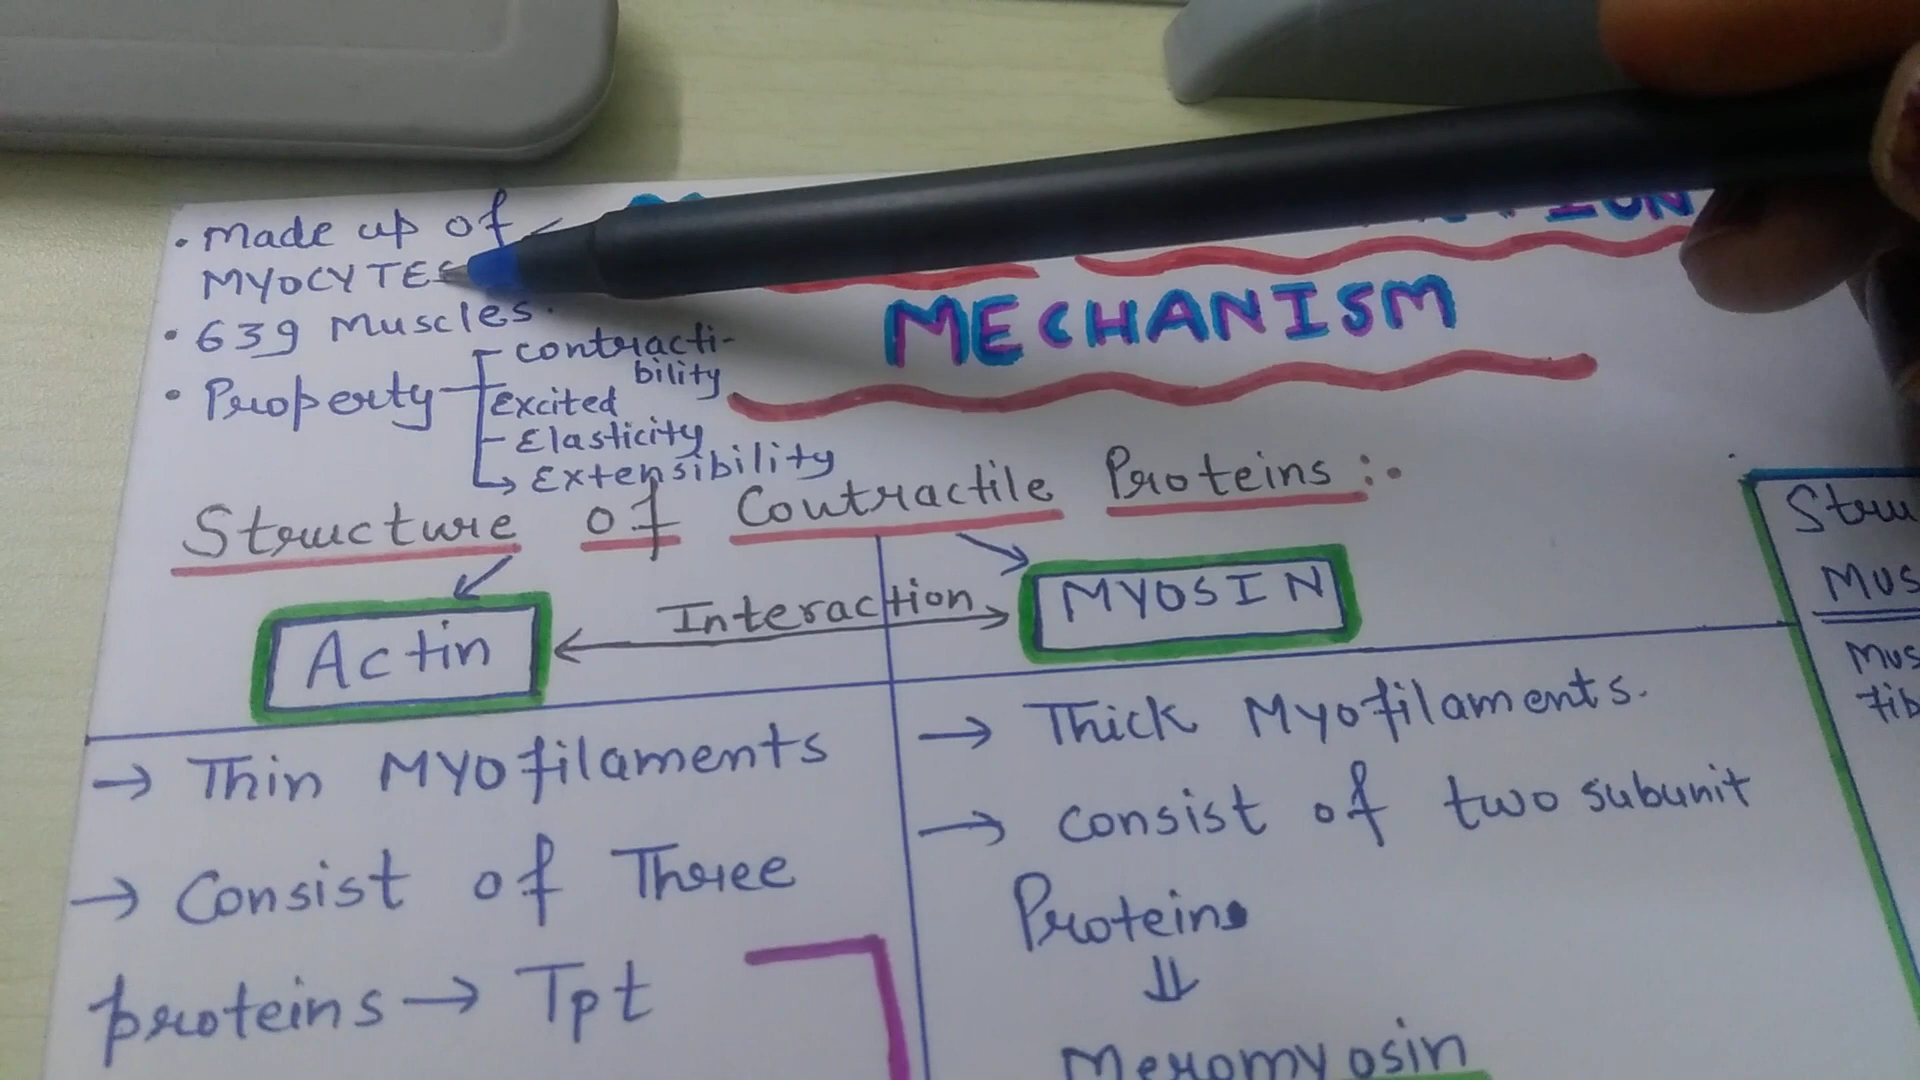 • Made up of
MYOCYTES
• 639 Muscles.
• Property
contracti-
bility
Excited
Elasticity
Extensibility
MECHANISM
Structure of Contractile Proteins :•
Actin
Interaction
MYOSIN
→ Thin Myofilaments
→ Consist of Three
proteins → Tpt
→ Thick Myofilaments.
→ consist of two subunit
Proteins
⇓
Meromyosin